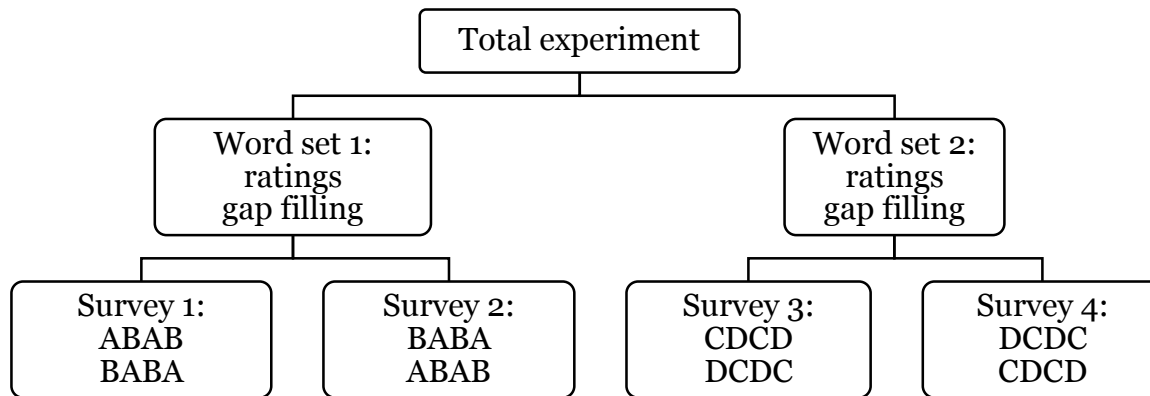 Total experiment
Word set 1:
ratings
gap filling
Word set 2:
ratings
gap filling
Survey 1:
ABAB
BABA
Survey 2:
BABA
ABAB
Survey 3:
CDCD
DCDC
Survey 4:
DCDC
CDCD